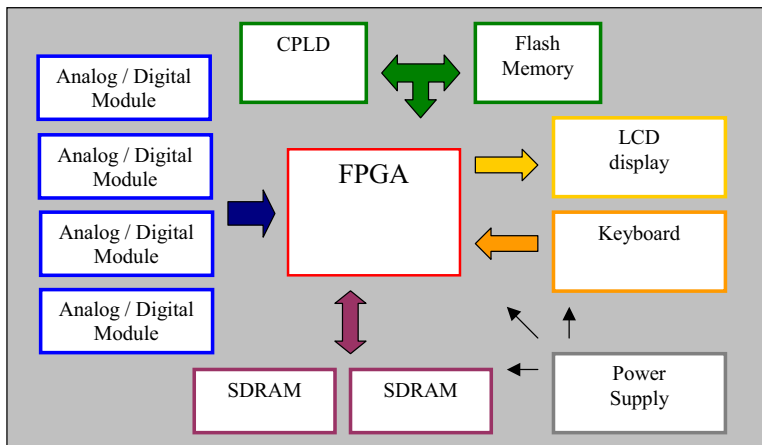 CPLD
Flash
Memory
Analog / Digital
Module
Analog / Digital
Module
Analog / Digital
Module
Analog / Digital
Module
FPGA
LCD
display
Keyboard
SDRAM
SDRAM
Power
Supply